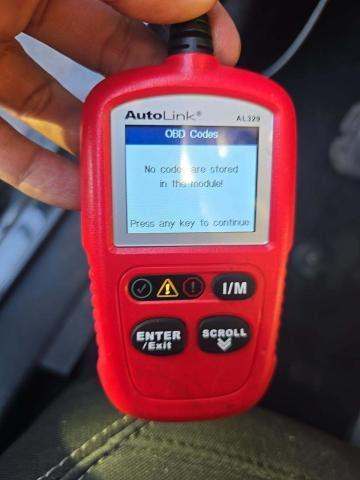 AutoLink®
AL329
OBD Codes
No codes are stored
in the module!
Press any key to continue
I/M
ENTER
/Exit
SCROLL